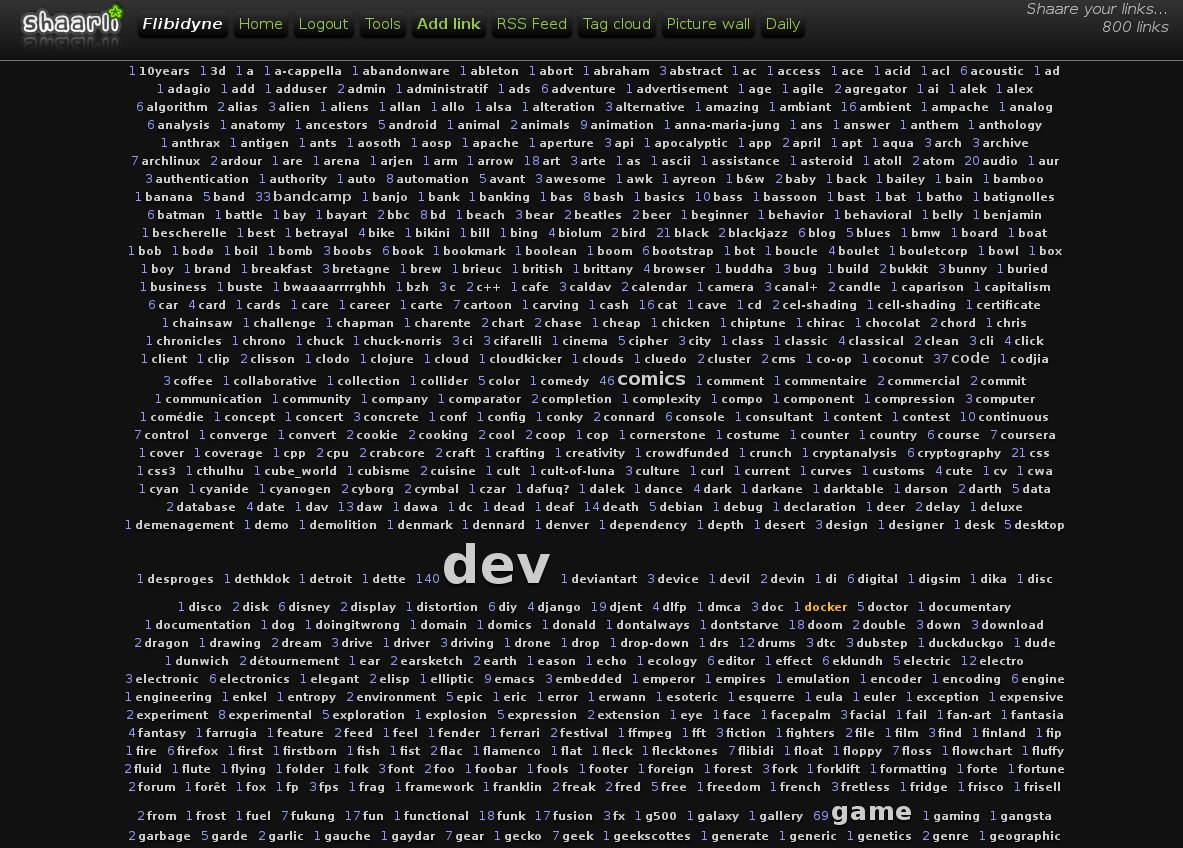 shaarli Flibidyne Home Logout Tools Add link RSS Feed Tag cloud Picture wall Daily Shaare your links...
800 links
1 10years 1 3d 1 a 1 a-cappella 1 abandonware 1 ableton 1 abort 1 abraham 3 abstract 1 ac 1 access 1 ace 1 acid 1 acl 6 acoustic 1 ad
1 adagio 1 add 1 adduser 2 admin 1 administratif 1 ads 6 adventure 1 advertisement 1 age 1 agile 2 agregator 1 ai 1 alek 1 alex
6 algorithm 2 alias 3 alien 1 aliens 1 allan 1 allo 1 alsa 1 alteration 3 alternative 1 amazing 1 ambiant 16 ambient 1 ampache 1 analog
6 analysis 1 anatomy 1 ancestors 5 android 1 animal 2 animals 9 animation 1 anna-maria-jung 1 ans 1 answer 1 anthem 1 anthology
1 anthrax 1 antigen 1 ants 1 aosoth 1 aosp 1 apache 1 aperture 3 api 1 apocalyptic 1 app 2 april 1 apt 1 aqua 3 arch 3 archive
7 archlinux 2 ardour 1 are 1 arena 1 arjen 1 arm 1 arrow 18 art 3 arte 1 as 1 ascii 1 assistance 1 asteroid 1 atoll 2 atom 20 audio 1 aur
3 authentication 1 authority 1 auto 8 automation 5 avant 3 awesome 1 awk 1 ayreon 1 b&w 2 baby 1 back 1 bailey 1 bain 1 bamboo
1 banana 5 band 33 bandcamp 1 banjo 1 bank 1 banking 1 bas 8 bash 1 basics 10 bass 1 bassoon 1 bast 1 bat 1 batho 1 batignolles
6 batman 1 battle 1 bay 1 bayart 2 bbc 8 bd 1 beach 3 bear 2 beatles 2 beer 1 beginner 1 behavior 1 behavioral 1 belly 1 benjamin
1 bescherelle 1 best 1 betrayal 4 bike 1 bikini 1 bill 1 bing 4 biolum 2 bird 21 black 2 blackjazz 6 blog 5 blues 1 bmw 1 board 1 boat
1 bob 1 bodø 1 boil 1 bomb 3 boobs 6 book 1 bookmark 1 boolean 1 boom 6 bootstrap 1 bot 1 boucle 4 boulet 1 bouletcorp 1 bowl 1 box
1 boy 1 brand 1 breakfast 3 bretagne 1 brew 1 brieuc 1 british 1 brittany 4 browser 1 buddha 3 bug 1 build 2 bukkit 3 bunny 1 buried
1 business 1 buste 1 bwaaaarrrrghhh 1 bzh 3 c 2 c++ 1 cafe 3 caldav 2 calendar 1 camera 3 canal+ 2 candle 1 caparison 1 capitalism
6 car 4 card 1 cards 1 care 1 career 1 carte 7 cartoon 1 carving 1 cash 16 cat 1 cave 1 cd 2 cel-shading 1 cell-shading 1 certificate
1 chainsaw 1 challenge 1 chapman 1 charente 2 chart 2 chase 1 cheap 1 chicken 1 chiptune 1 chirac 1 chocolat 2 chord 1 chris
1 chronicles 1 chrono 1 chuck 1 chuck-norris 3 ci 3 cifarelli 1 cinema 5 cipher 3 city 1 class 1 classic 4 classical 2 clean 3 cli 4 click
1 client 1 clip 2 clisson 1 clodo 1 clojure 1 cloud 1 cloudkicker 1 clouds 1 cluedo 2 cluster 2 cms 1 co-op 1 coconut 37 code 1 codjia
3 coffee 1 collaborative 1 collection 1 collider 5 color 1 comedy 46 comics 1 comment 1 commentaire 2 commercial 2 commit
1 communication 1 community 1 company 1 comparator 2 completion 1 complexity 1 compo 1 component 1 compression 3 computer
1 comédie 1 concept 1 concert 3 concrete 1 conf 1 config 1 conky 2 connard 6 console 1 consultant 1 content 1 contest 10 continuous
7 control 1 converge 1 convert 2 cookie 2 cooking 2 cool 2 coop 1 cop 1 cornerstone 1 costume 1 counter 1 country 6 course 7 coursera
1 cover 1 coverage 1 cpp 2 cpu 2 crabcore 2 craft 1 crafting 1 creativity 1 crowdfunded 1 crunch 1 cryptanalysis 6 cryptography 21 css
1 css3 1 cthulhu 1 cube_world 1 cubisme 2 cuisine 1 cult 1 cult-of-luna 3 culture 1 curl 1 current 1 curves 1 customs 4 cute 1 cv 1 cwa
1 cyan 1 cyanide 1 cyanogen 2 cyborg 2 cymbal 1 czar 1 dafuq? 1 dalek 1 dance 4 dark 1 darkane 1 darktable 1 darson 2 darth 5 data
2 database 4 date 1 dav 13 daw 1 dawa 1 dc 1 dead 1 deaf 14 death 5 debian 1 debug 1 declaration 1 deer 2 delay 1 deluxe
1 demenagement 1 demo 1 demolition 1 denmark 1 dennard 1 denver 1 dependency 1 depth 1 desert 3 design 1 designer 1 desk 5 desktop
1 desproges 1 dethklok 1 detroit 1 dette 140 dev 1 deviantart 3 device 1 devil 2 devin 1 di 6 digital 1 digsim 1 dika 1 disc
1 disco 2 disk 6 disney 2 display 1 distortion 6 diy 4 django 19 djent 4 dlfp 1 dmca 3 doc 1 docker 5 doctor 1 documentary
1 documentation 1 dog 1 doingitwrong 1 domain 1 domics 1 donald 1 dontalways 1 dontstarve 18 doom 2 double 3 down 3 download
2 dragon 1 drawing 2 dream 3 drive 1 driver 3 driving 1 drone 1 drop 1 drop-down 1 drs 12 drums 3 dtc 3 dubstep 1 duckduckgo 1 dude
1 dunwich 2 détournement 1 ear 2 earsketch 2 earth 1 eason 1 echo 1 ecology 6 editor 1 effect 6 eklundh 5 electric 12 electro
3 electronic 6 electronics 1 elegant 2 elisp 1 elliptic 9 emacs 3 embedded 1 emperor 1 empires 1 emulation 1 encoder 1 encoding 6 engine
1 engineering 1 enkel 1 entropy 2 environment 5 epic 1 eric 1 error 1 erwann 1 esoteric 1 esquerre 1 eula 1 euler 1 exception 1 expensive
2 experiment 8 experimental 5 exploration 1 explosion 5 expression 2 extension 1 eye 1 face 1 facepalm 3 facial 1 fail 1 fan-art 1 fantasia
4 fantasy 1 farrugia 1 feature 2 feed 1 feel 1 fender 1 ferrari 2 festival 1 ffmpeg 1 fft 3 fiction 1 fighters 2 file 1 film 3 find 1 finland 1 fip
1 fire 6 firefox 1 first 1 firstborn 1 fish 1 fist 2 flac 1 flamenco 1 flat 1 fleck 1 flecktones 7 flibidi 1 float 1 floppy 7 floss 1 flowchart 1 fluffy
2 fluid 1 flute 1 flying 1 folder 1 folk 3 font 2 foo 1 foobar 1 fools 1 footer 1 foreign 1 forest 3 fork 1 forklift 1 formatting 1 forte 1 fortune
2 forum 1 forêt 1 fox 1 fp 3 fps 1 frag 1 framework 1 franklin 2 freak 2 fred 5 free 1 freedom 1 french 3 fretless 1 fridge 1 frisco 1 frisell
2 from 1 frost 1 fuel 7 fukung 17 fun 1 functional 18 funk 17 fusion 3 fx 1 g500 1 galaxy 1 gallery 69 game 1 gaming 1 gangsta
2 garbage 5 garde 2 garlic 1 gauche 1 gaydar 7 gear 1 gecko 7 geek 1 geekscottes 1 generate 1 generic 1 genetics 2 genre 1 geographic